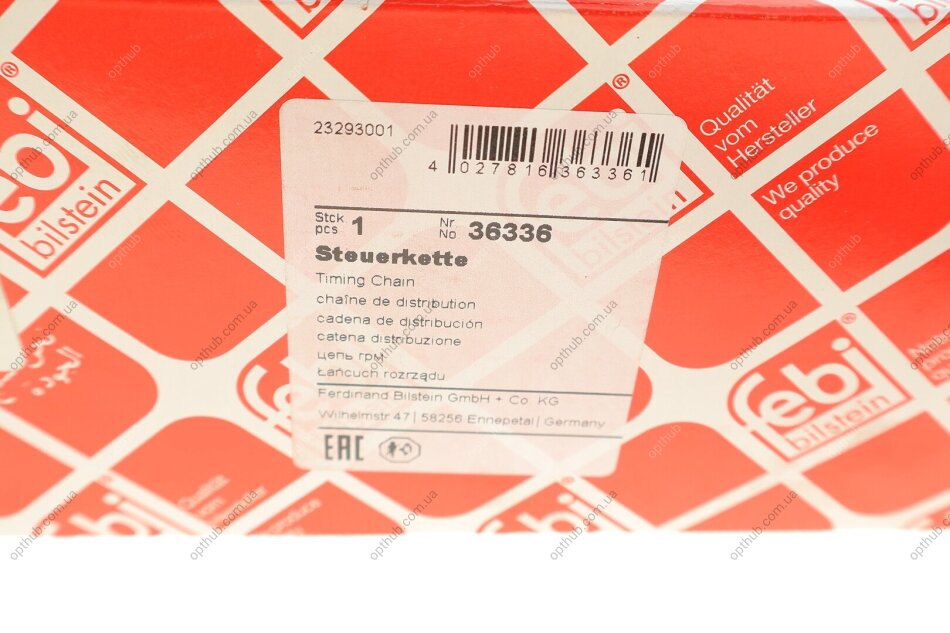 23293001
4 027816 363361
Stck. pcs 1 Nr. No. 36336
Steuerkette
Timing Chain
chaîne de distribution
cadena de distribución
catena distribuzione
цепь грм
Łańcuch rozrządu
Ferdinand Bilstein GmbH + Co. KG
Wilhelmstr.47 | 58256 Ennepetal | Germany
EAC
febi
bilstein
Qualität
vom
Hersteller
We produce
quality
febi
bilstein
opthub.com.ua